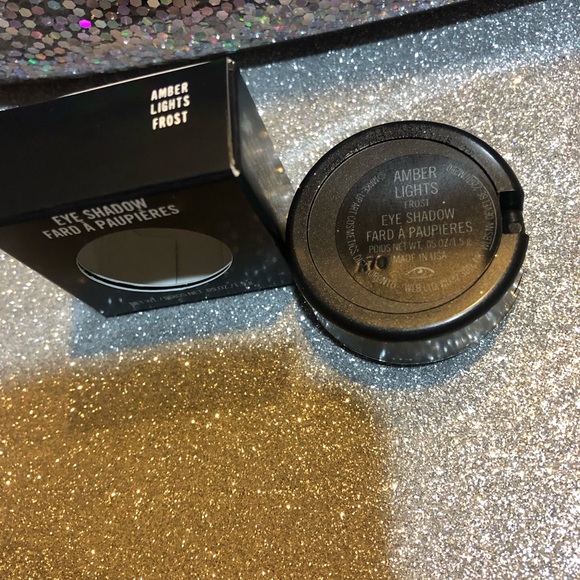 AMBER
LIGHTS
FROST
EYE SHADOW
FARD À PAUPIÈRES
AMBER
LIGHTS
FROST
EYE SHADOW
FARD À PAUPIÈRES
POIDS NET WT. 05 OZ/1.5 g
MADE IN USA
A70